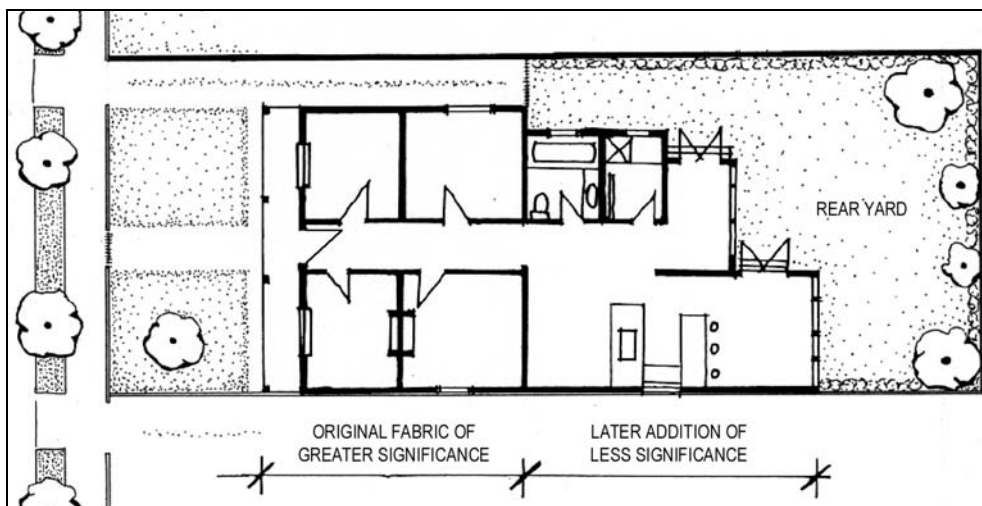 REAR YARD
ORIGINAL FABRIC OF
GREATER SIGNIFICANCE
LATER ADDITION OF
LESS SIGNIFICANCE